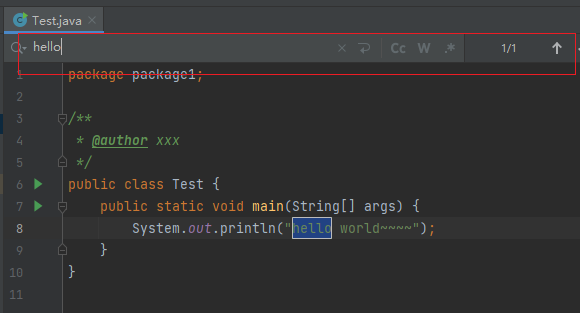 Test.java
hello
Cc W .* 1/1
1 package package1;
2
3 /**
4 * @author xxx
5 */
6 public class Test {
7 public static void main(String[] args) {
8 System.out.println("hello world~~~~");
9 }
10 }
11